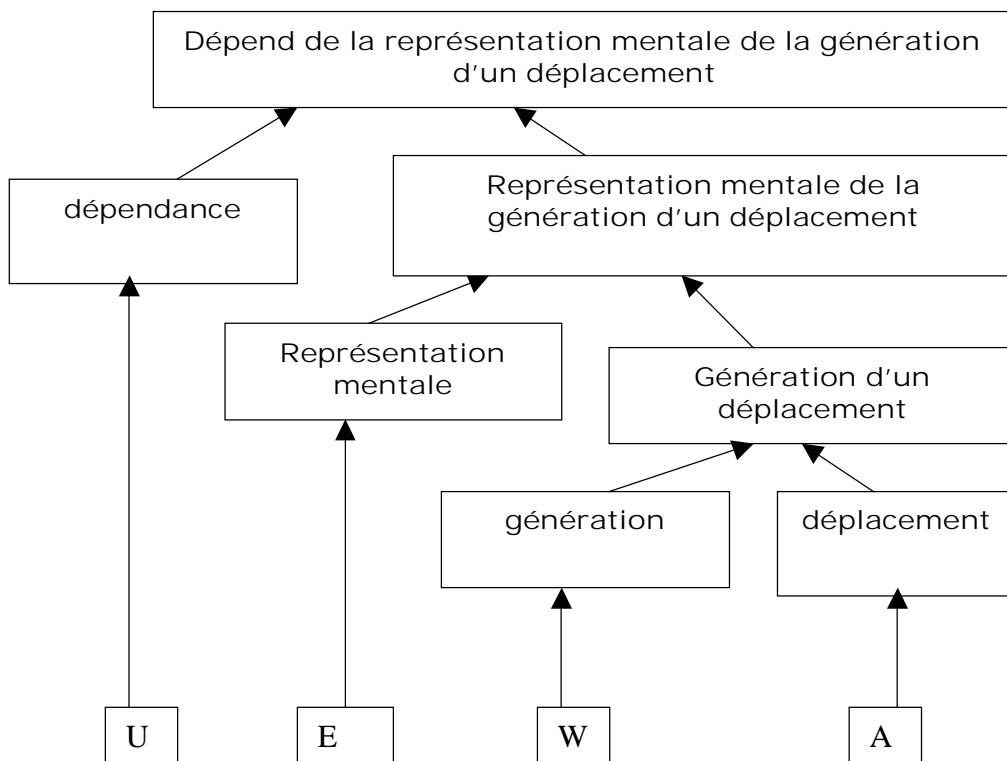 Dépend de la représentation mentale de la génération
d'un déplacement
dépendance
Représentation mentale de la
génération d'un déplacement
Représentation
mentale
Génération d'un
déplacement
génération
déplacement
U
E
W
A